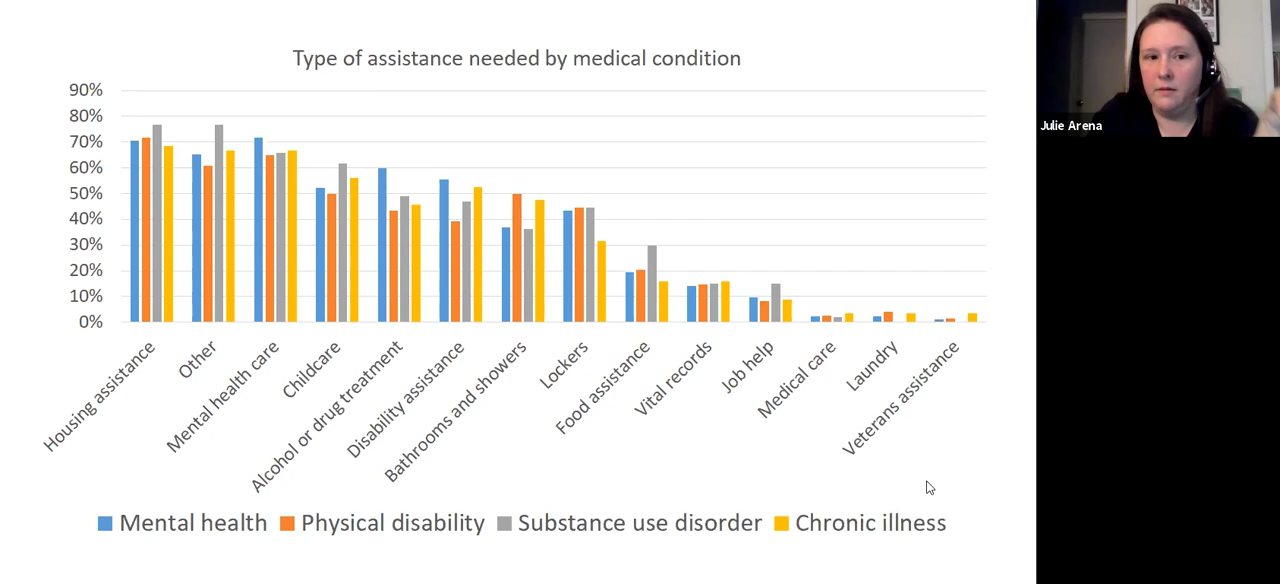 Type of assistance needed by medical condition
90%
80%
70%
60%
50%
40%
30%
20%
10%
0%
Housing assistance
Other
Mental health care
Childcare
Alcohol or drug treatment
Disability assistance
Bathrooms and showers
Lockers
Food assistance
Vital records
Job help
Medical care
Laundry
Veterans assistance
Mental health Physical disability Substance use disorder Chronic illness
Julie Arena